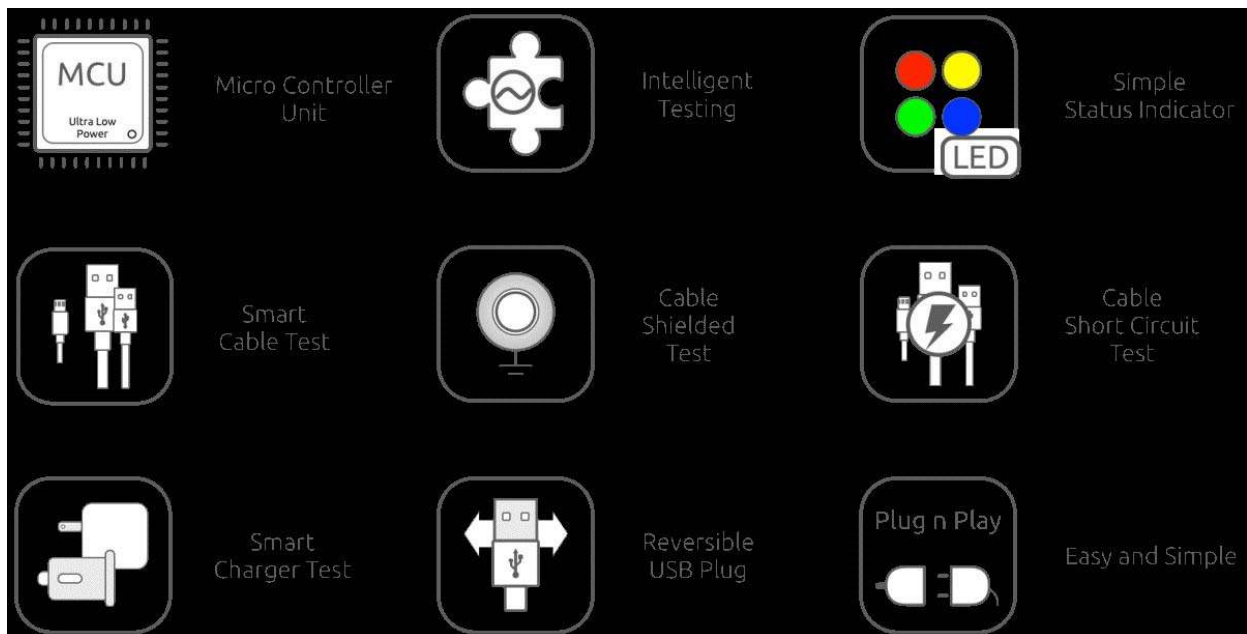 MCU
Ultra Low
Power
Micro Controller
Unit
Intelligent
Testing
LED
Simple
Status Indicator
Smart
Cable Test
Cable
Shielded
Test
Cable
Short Circuit
Test
Smart
Charger Test
Reversible
USB Plug
Plug n Play
Easy and Simple